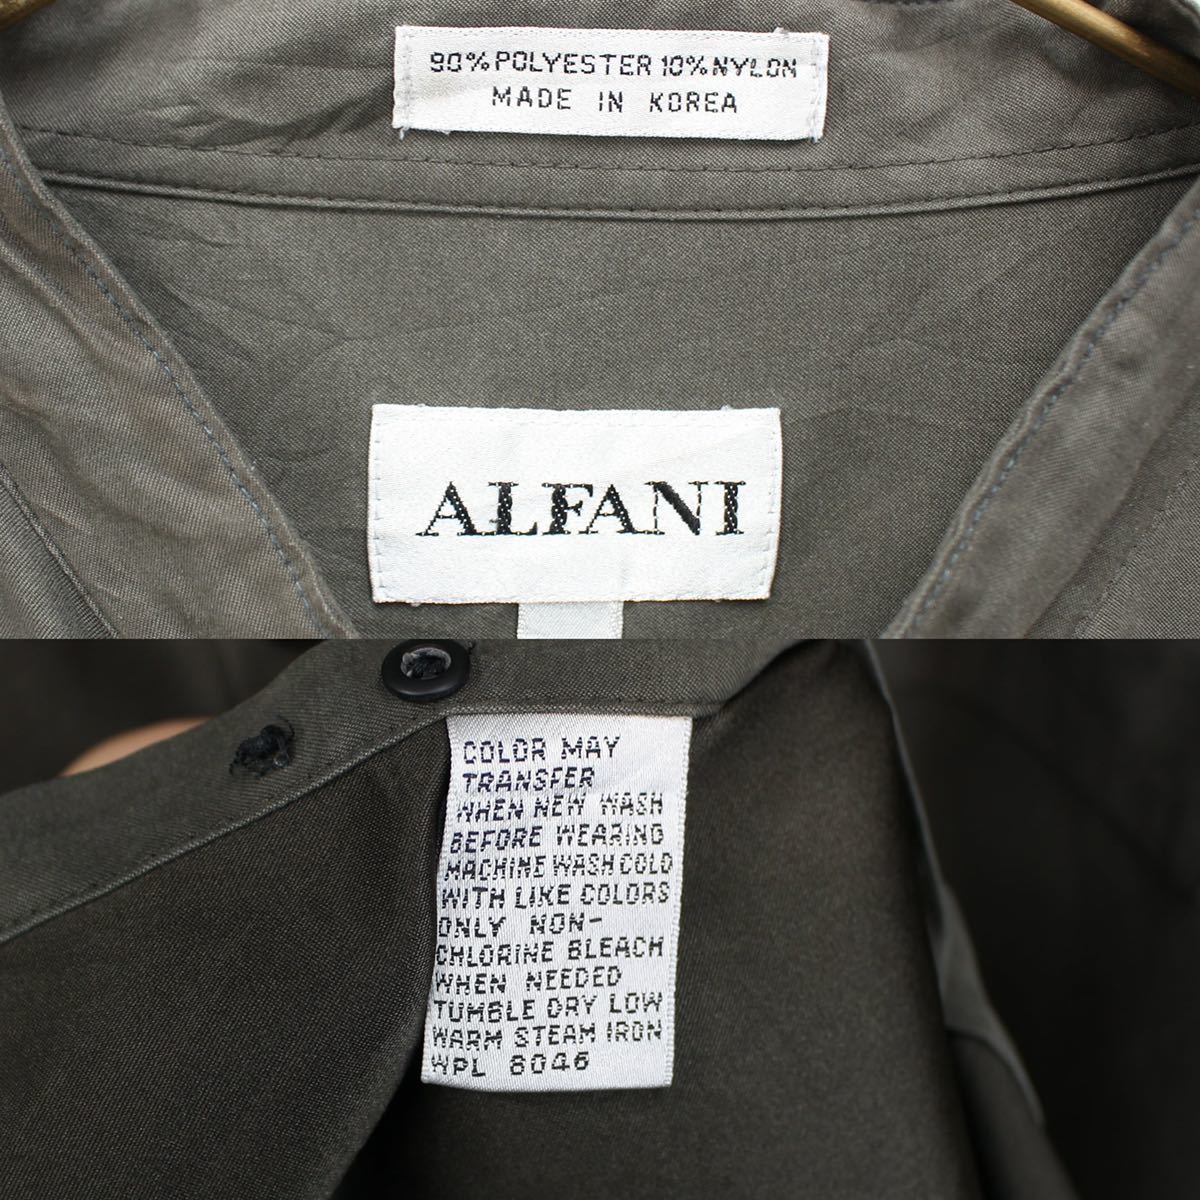 90% POLYESTER 10% NYLON
MADE IN KOREA
ALFANI
COLOR MAY
TRANSFER
WHEN NEW WASH
BEFORE WEARING
MACHINE WASH COLD
WITH LIKE COLORS
ONLY NON-
CHLORINE BLEACH
WHEN NEEDED
TUMBLE DRY LOW
WARM STEAM IRON
WPL 8046